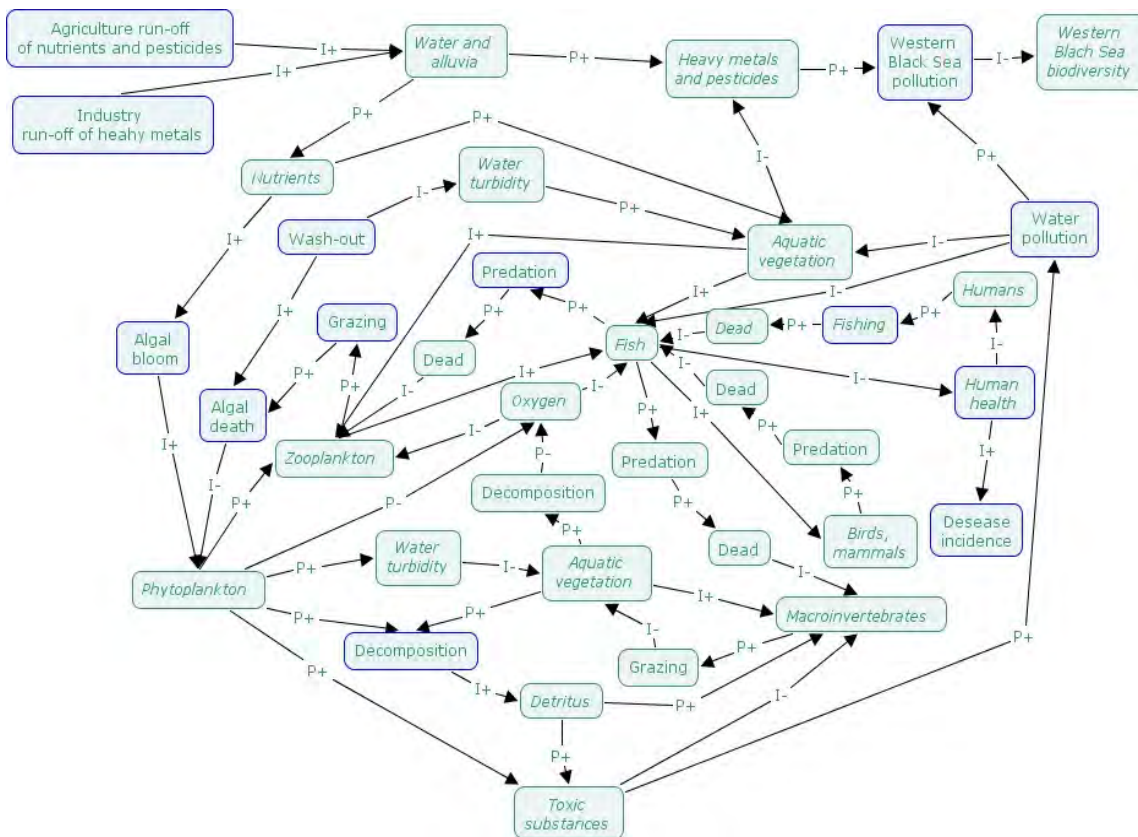 Agriculture run-off
of nutrients and pesticides
I+
Water and
alluvia
P+
Heavy metals
and pesticides
P+
Western
Black Sea
pollution
I-
Western
Blach Sea
biodiversity
I+
Industry
run-off of heahy metals
P+
P+
I-
P+
Nutrients
Water
turbidity
I-
P+
I+
Wash-out
I+
Aquatic
vegetation
I-
Water
pollution
I+
Predation
I+
I-
Humans
P+
P+
P+
Algal
bloom
Grazing
Dead
Fish
I-
Dead
P+
Fishing
I-
P+
P+
I-
I+
I-
Dead
I-
Human
health
Algal
death
Oxygen
I-
P+
I+
P+
I+
I+
Zooplankton
I-
Predation
Predation
I-
P+
P-
P-
Decomposition
P+
P+
Birds,
mammals
Desease
incidence
P+
Water
turbidity
Dead
Phytoplankton
P+
I-
Aquatic
vegetation
I-
I+
Macroinvertebrates
P+
P+
I-
P+
P+
Decomposition
Grazing
P+
I+
Detritus
P+
I-
P+
P+
Toxic
substances